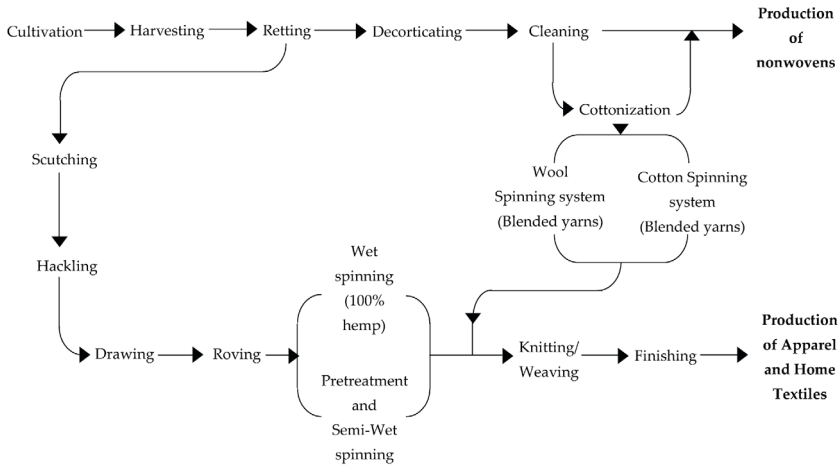 Cultivation
Harvesting
Retting
Decorticating
Cleaning
Production
of
nonwovens
Cottonization
Scutching
Wool
Spinning system
(Blended yarns)
Cotton Spinning
system
(Blended yarns)
Hackling
Wet
spinning
(100%
hemp)
Drawing
Roving
Pretreatment
and
Semi-Wet
spinning
Knitting/
Weaving
Finishing
Production
of Apparel
and Home
Textiles